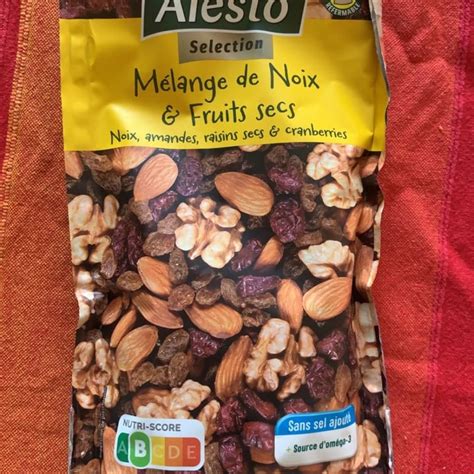 Alesto
REFERMABLE
Selection
Mélange de Noix
& Fruits secs
Noix, amandes, raisins secs & cranberries
NUTRI-SCORE
A B C D E
Sans sel ajouté
+ Source d'oméga-3